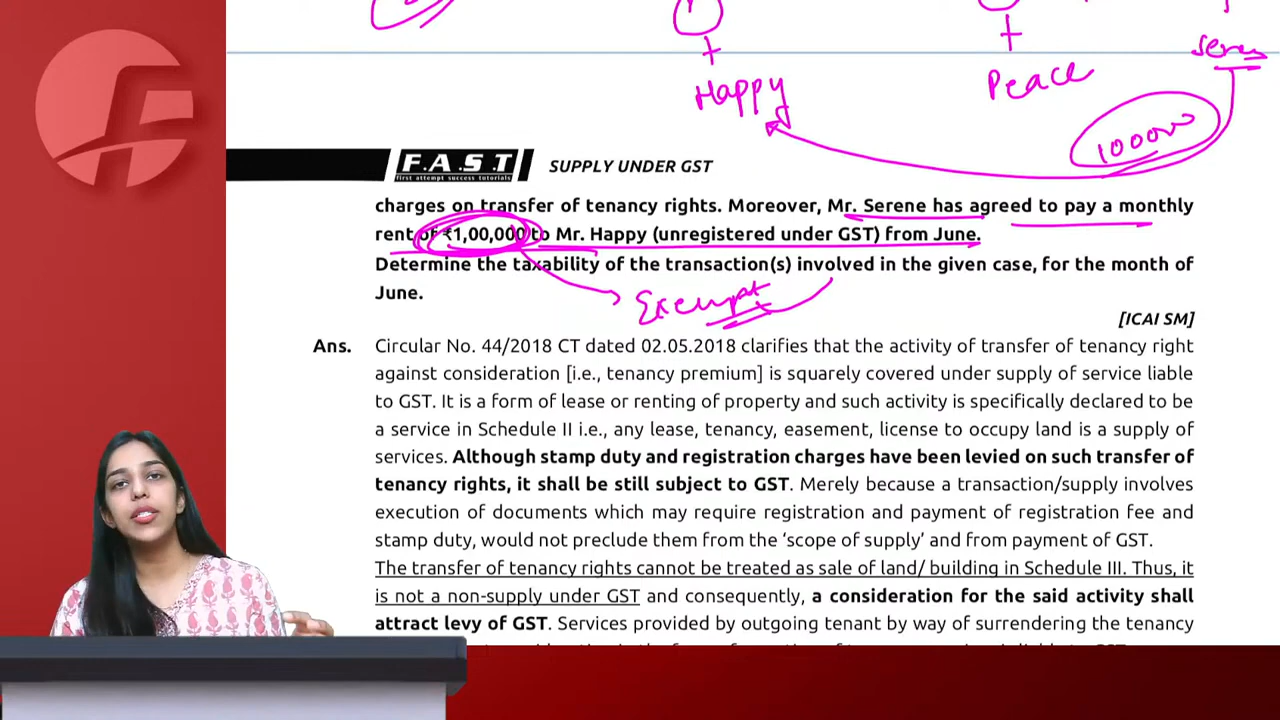 seren
Happy
Peace
10000
F.A.S.T
first attempt success tutorials
SUPPLY UNDER GST
charges on transfer of tenancy rights. Moreover, Mr. Serene has agreed to pay a monthly
rent of ₹1,00,000 to Mr. Happy (unregistered under GST) from June.
Determine the taxability of the transaction(s) involved in the given case, for the month of
June.
Exempt
[ICAI SM]
Ans. Circular No. 44/2018 CT dated 02.05.2018 clarifies that the activity of transfer of tenancy right
against consideration [i.e., tenancy premium] is squarely covered under supply of service liable
to GST. It is a form of lease or renting of property and such activity is specifically declared to be
a service in Schedule II i.e., any lease, tenancy, easement, license to occupy land is a supply of
services. Although stamp duty and registration charges have been levied on such transfer of
tenancy rights, it shall be still subject to GST. Merely because a transaction/supply involves
execution of documents which may require registration and payment of registration fee and
stamp duty, would not preclude them from the ‘scope of supply’ and from payment of GST.
The transfer of tenancy rights cannot be treated as sale of land/ building in Schedule III. Thus, it
is not a non-supply under GST and consequently, a consideration for the said activity shall
attract levy of GST. Services provided by outgoing tenant by way of surrendering the tenancy